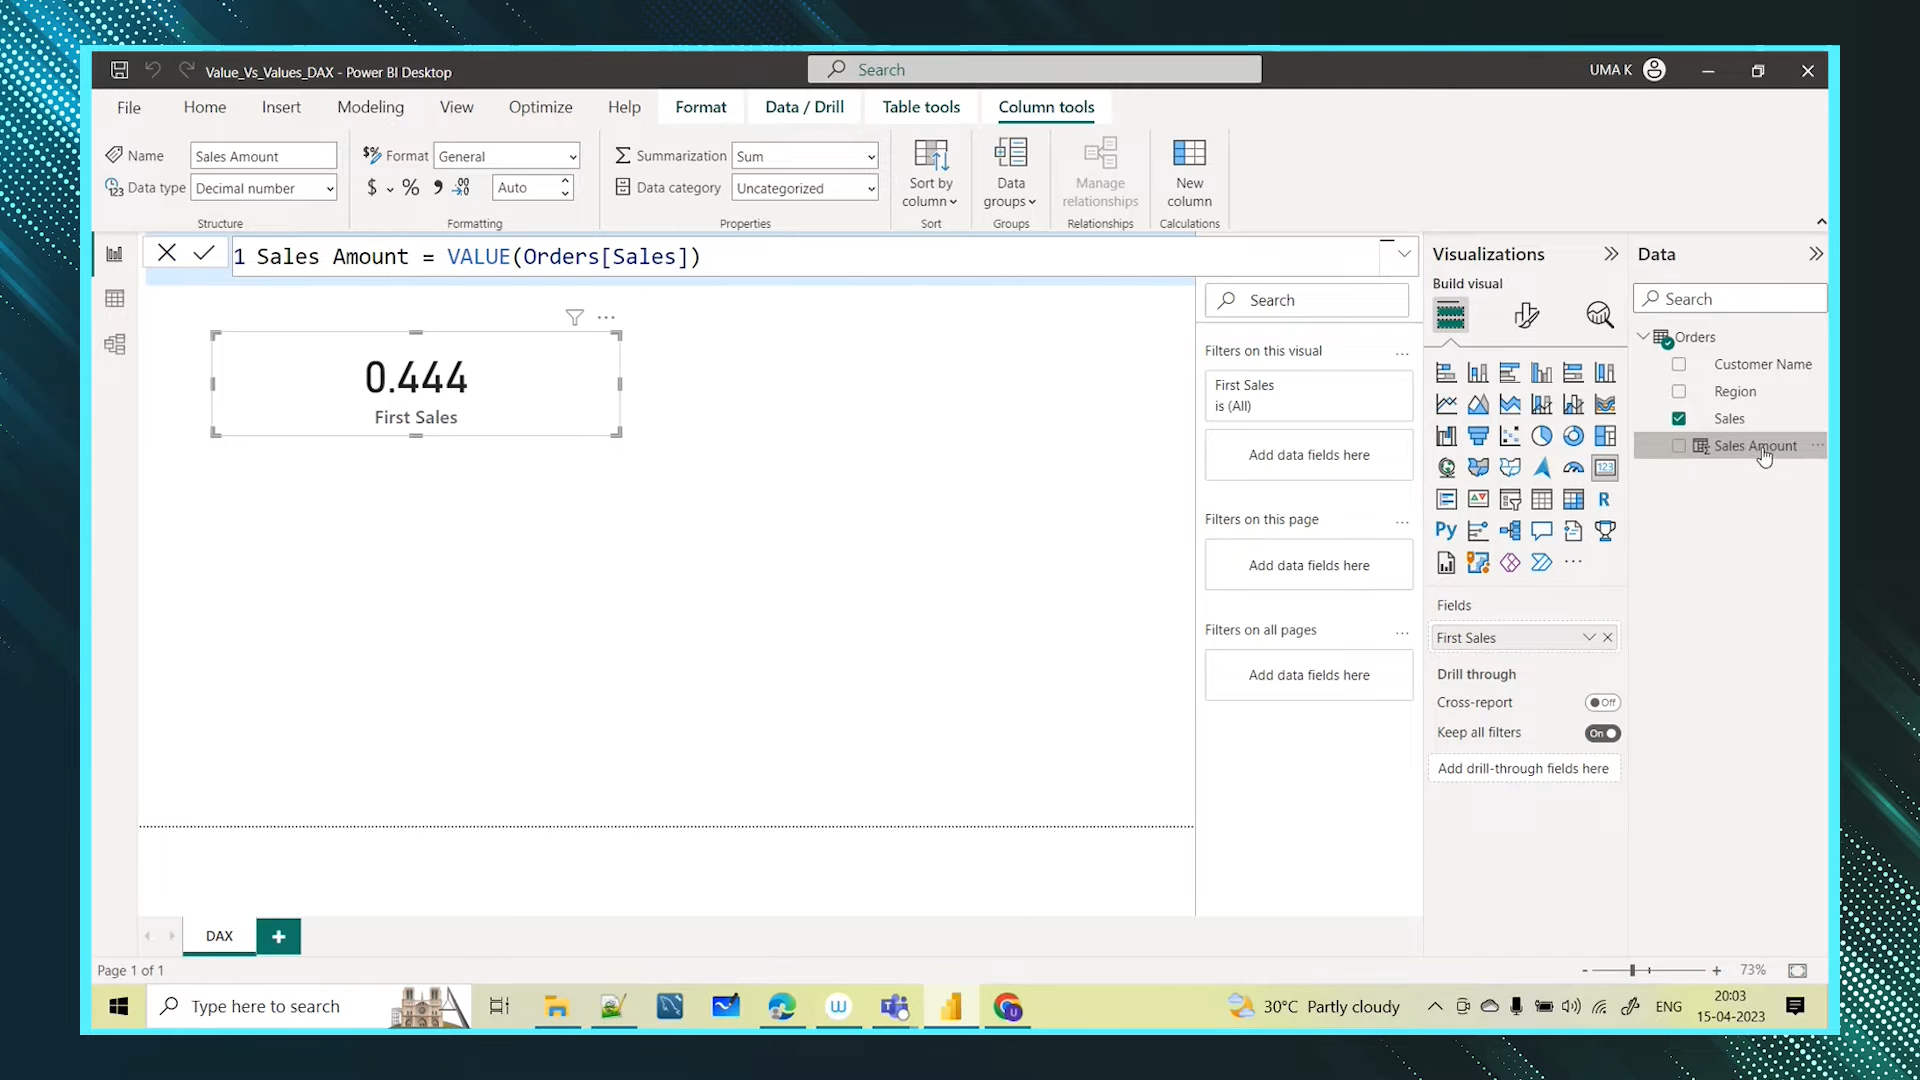 Value_Vs_Values_DAX - Power BI Desktop
Search
UMA K
File
Home
Insert
Modeling
View
Optimize
Help
Format
Data / Drill
Table tools
Column tools
Name
Sales Amount
Data type
Decimal number
Structure
Format
General
$
%
Auto
Formatting
Summarization
Sum
Data category
Uncategorized
Properties
Sort by
column
Sort
Data
groups
Groups
Manage
relationships
Relationships
New
column
Calculations
1 Sales Amount = VALUE(Orders[Sales])
0.444
First Sales
Search
Filters on this visual
First Sales
is (All)
Add data fields here
Filters on this page
Add data fields here
Filters on all pages
Add data fields here
Visualizations
Build visual
123
R
Py
Fields
First Sales
Drill through
Cross-report
Off
Keep all filters
On
Add drill-through fields here
Data
Search
Orders
Customer Name
Region
Sales
Sales Amount
DAX
Page 1 of 1
73%
Type here to search
30°C Partly cloudy
ENG
20:03
15-04-2023